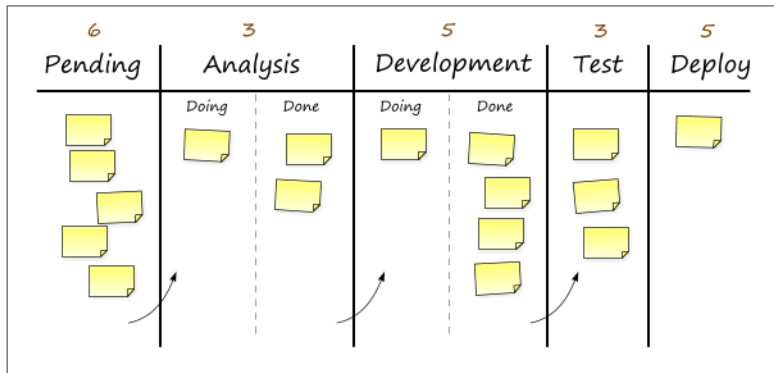 6 3 5 3 5
Pending Analysis Development Test Deploy
Doing Done Doing Done